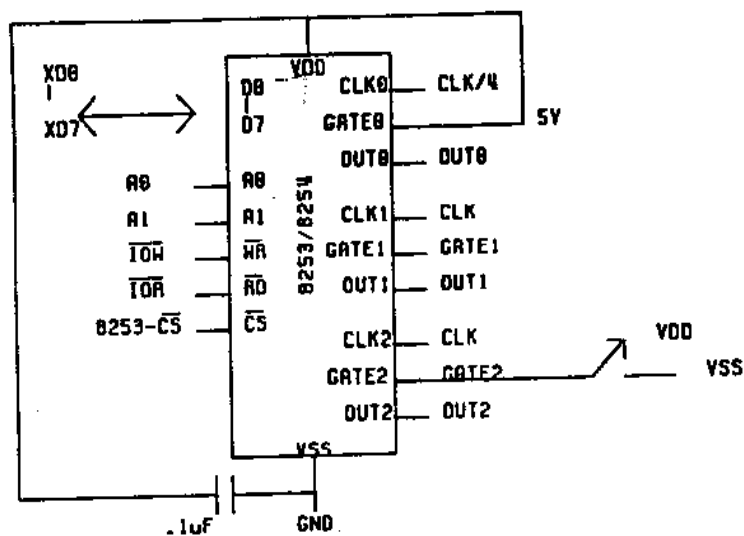 VDD
XD0
XD7
D0
D7
CLK0 CLK/4
GATE0 5V
OUT0 OUT0
A0 A0
A1 A1
CLK1 CLK
IOW WR
GATE1 GATE1
IOR RD
OUT1 OUT1
8253-CS CS
8253/8254
CLK2 CLK
VDD
VSS
GATE2 GATE2
OUT2 OUT2
VSS
.1uF
GND